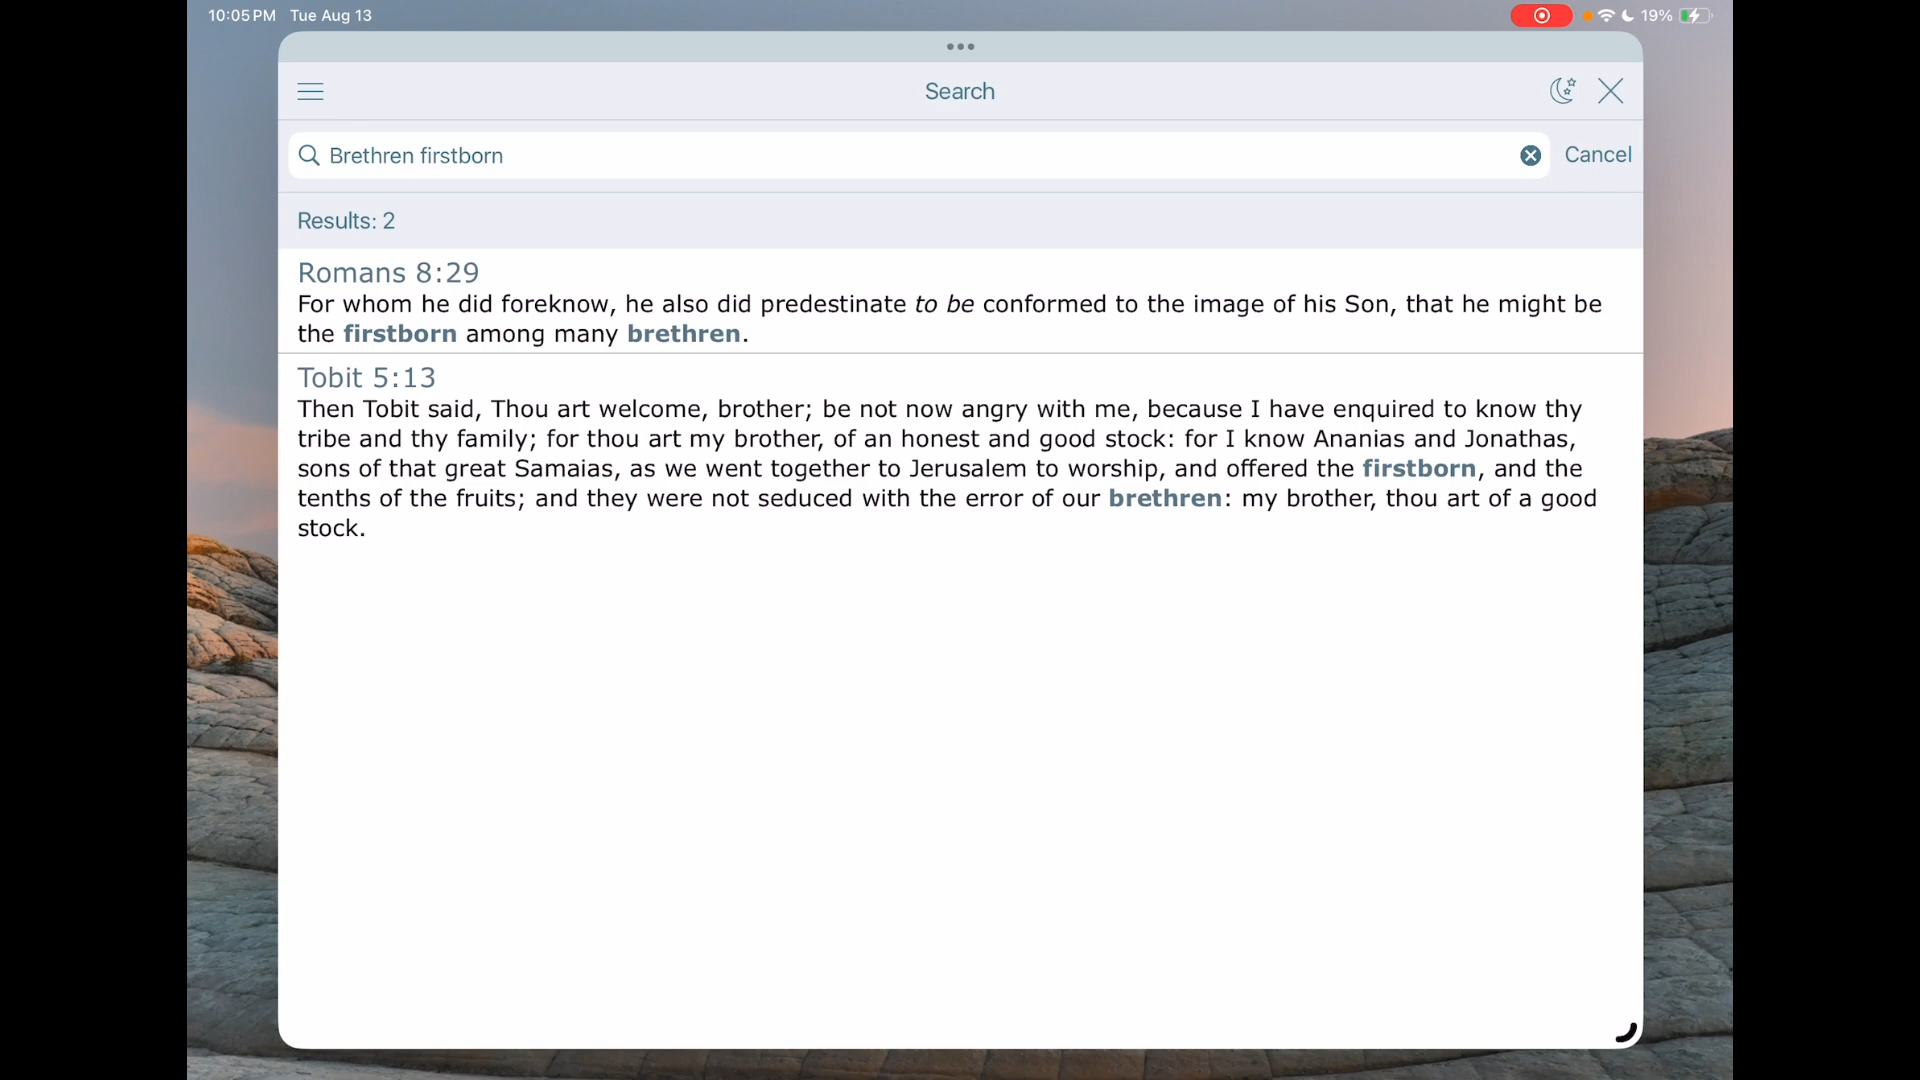 10:05 PM Tue Aug 13
19%
Search
Brethren firstborn
Cancel
Results: 2
Romans 8:29
For whom he did foreknow, he also did predestinate to be conformed to the image of his Son, that he might be
the firstborn among many brethren.
Tobit 5:13
Then Tobit said, Thou art welcome, brother; be not now angry with me, because I have enquired to know thy
tribe and thy family; for thou art my brother, of an honest and good stock: for I know Ananias and Jonathas,
sons of that great Samaias, as we went together to Jerusalem to worship, and offered the firstborn, and the
tenths of the fruits; and they were not seduced with the error of our brethren: my brother, thou art of a good
stock.